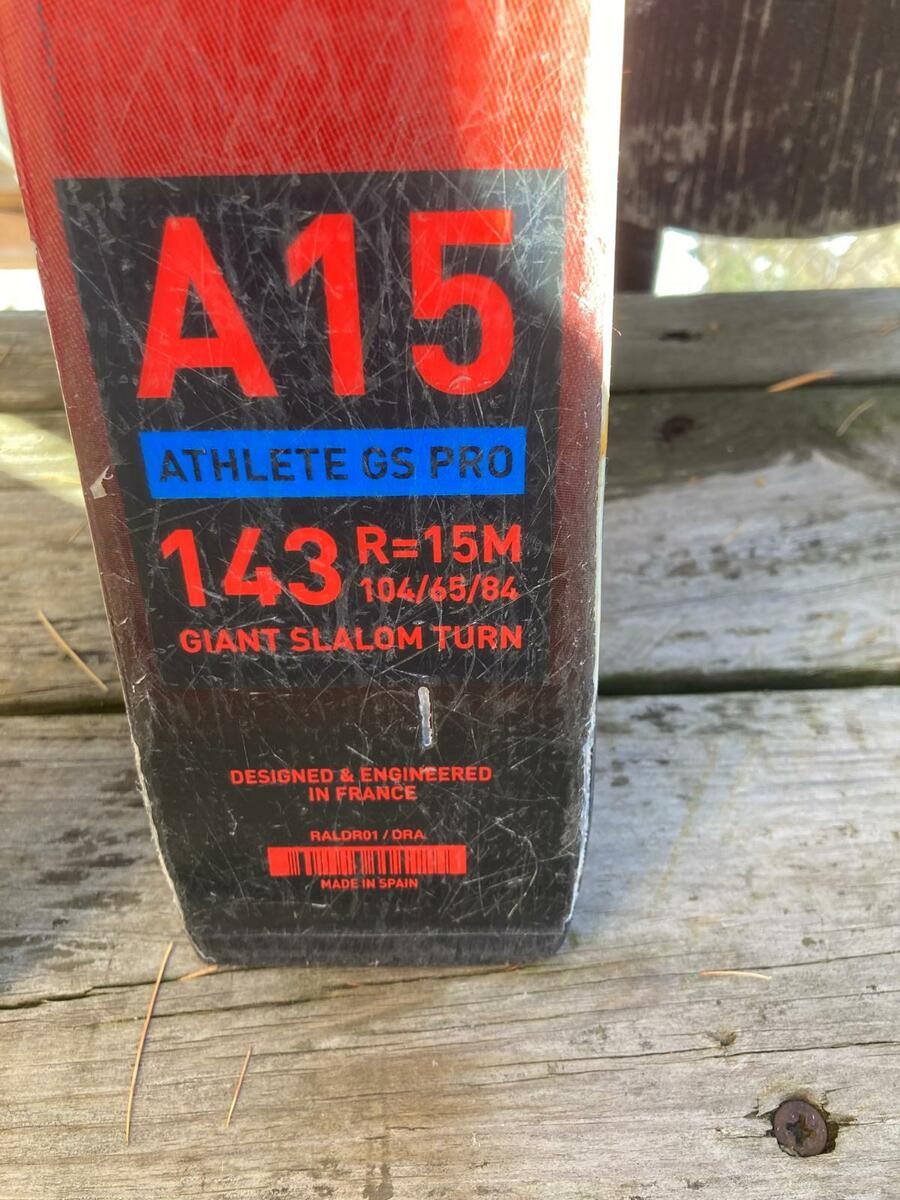 A15
ATHLETE GS PRO
143 R=15M
104/65/84
GIANT SLALOM TURN
DESIGNED & ENGINEERED
IN FRANCE
RALDR01 / DRA
MADE IN SPAIN